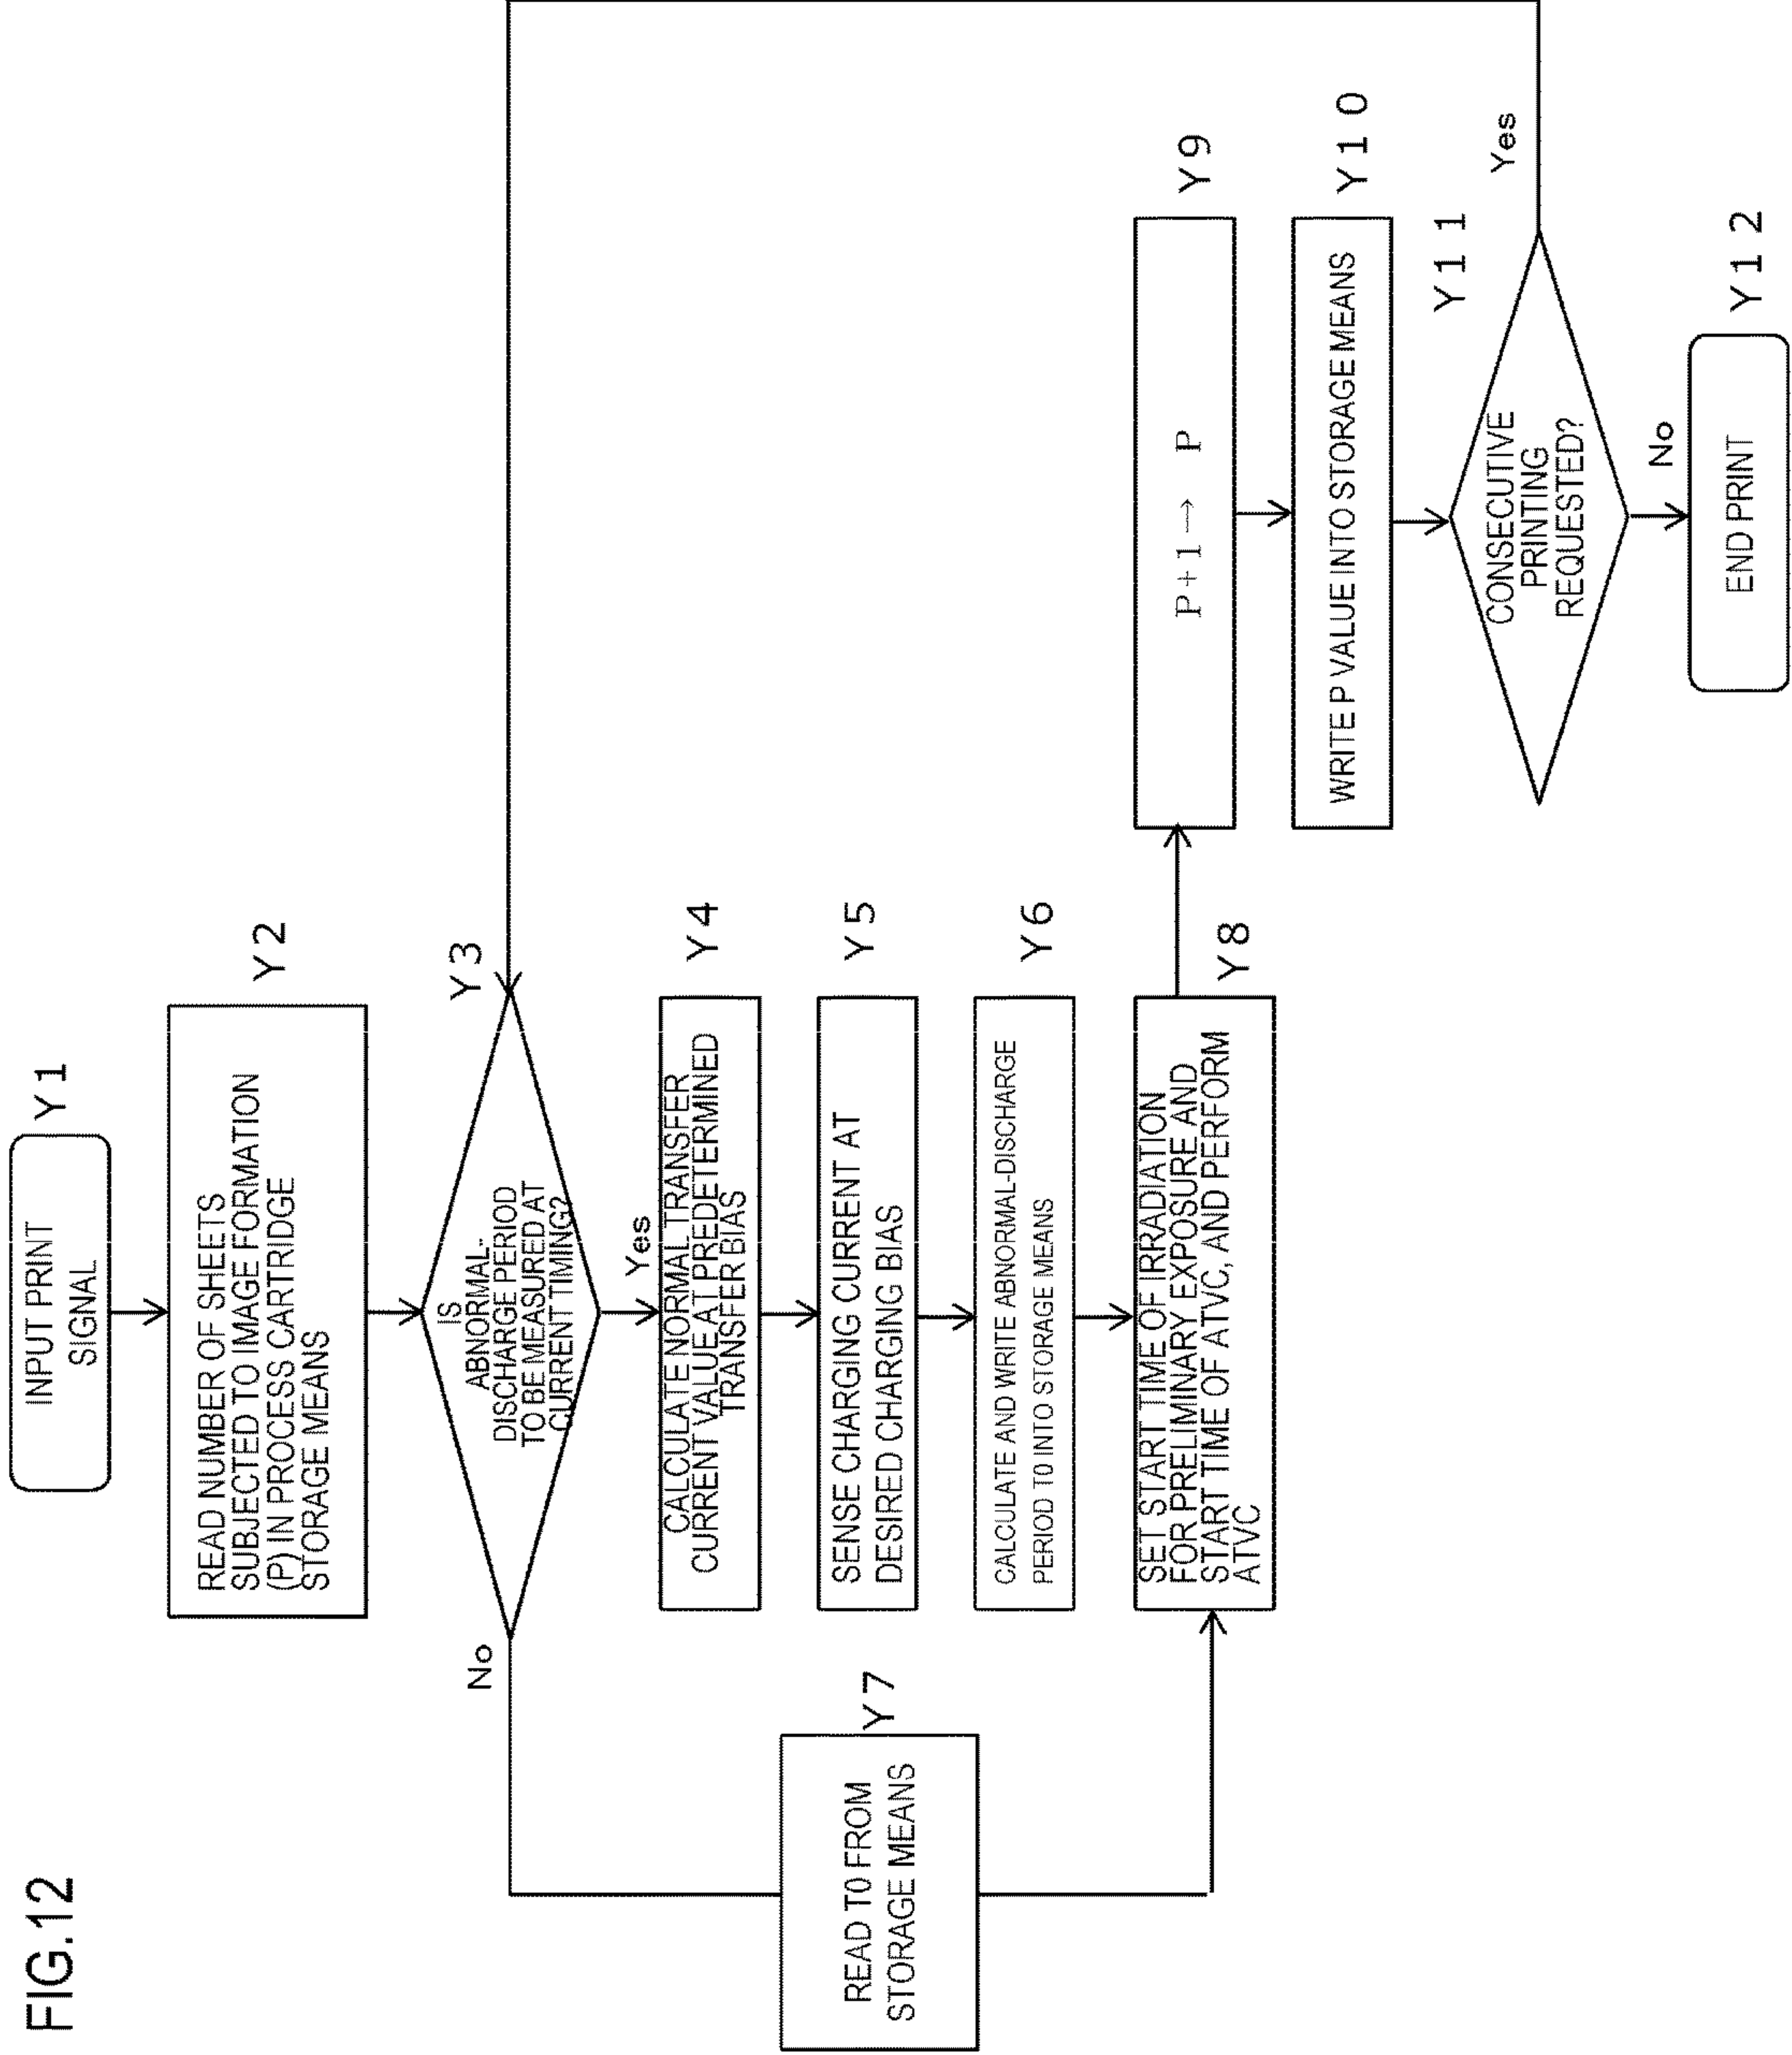 FIG.12
INPUT PRINT
SIGNAL
Y1
READ NUMBER OF SHEETS
SUBJECTED TO IMAGE FORMATION
(P) IN PROCESS CARTRIDGE
STORAGE MEANS
Y2
IS
ABNORMAL-
DISCHARGE PERIOD
TO BE MEASURED AT
CURRENT TIMING?
Y3
No
Yes
CALCULATE NORMAL TRANSFER
CURRENT VALUE AT PREDETERMINED
TRANSFER BIAS
Y4
SENSE CHARGING CURRENT AT
DESIRED CHARGING BIAS
Y5
CALCULATE AND WRITE ABNORMAL-DISCHARGE
PERIOD T0 INTO STORAGE MEANS
Y6
READ T0 FROM
STORAGE MEANS
Y7
SET START TIME OF IRRADIATION
FOR PRELIMINARY EXPOSURE AND
START TIME OF ATVC, AND PERFORM
ATVC
Y8
P+1→ P
Y9
WRITE P VALUE INTO STORAGE MEANS
Y10
CONSECUTIVE
PRINTING
REQUESTED?
Y11
Yes
No
END PRINT
Y12